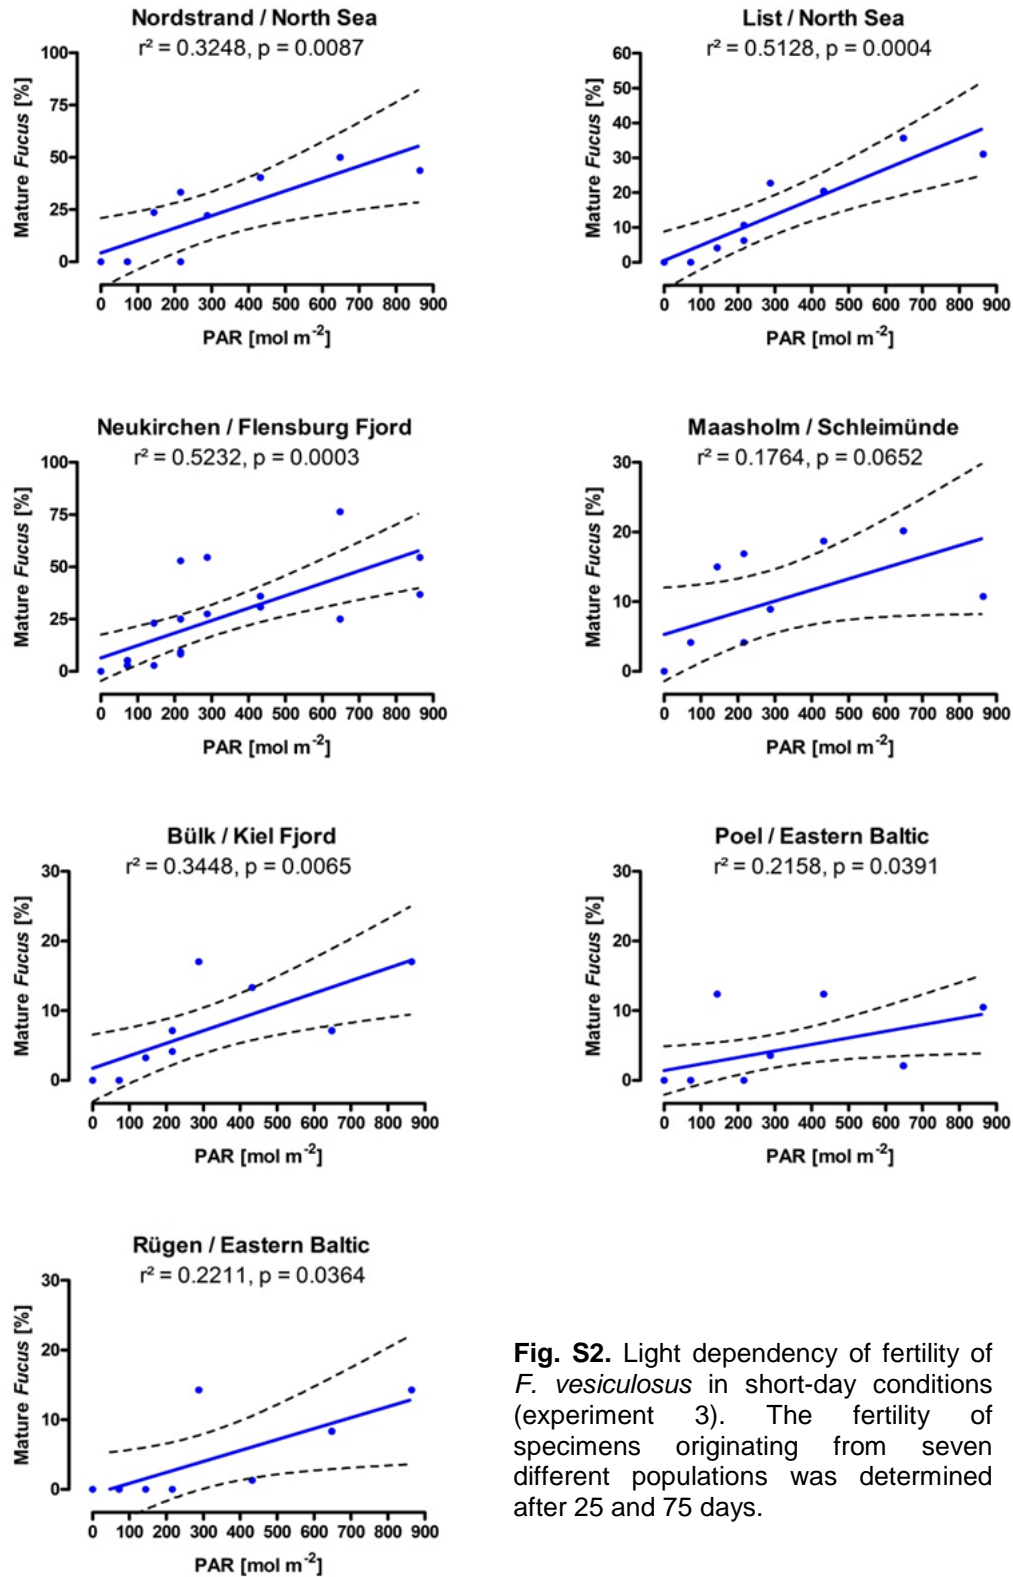 Nordstrand / North Sea
r² = 0.3248, p = 0.0087
Mature Fucus [%]
100
75
50
25
0
0 100 200 300 400 500 600 700 800 900
PAR [mol m-2]
List / North Sea
r² = 0.5128, p = 0.0004
Mature Fucus [%]
60
50
40
30
20
10
0
0 100 200 300 400 500 600 700 800 900
PAR [mol m-2]
Neukirchen / Flensburg Fjord
r² = 0.5232, p = 0.0003
Mature Fucus [%]
100
75
50
25
0
0 100 200 300 400 500 600 700 800 900
PAR [mol m-2]
Maasholm / Schleimünde
r² = 0.1764, p = 0.0652
Mature Fucus [%]
30
20
10
0
0 100 200 300 400 500 600 700 800 900
PAR [mol m-2]
Bülk / Kiel Fjord
r² = 0.3448, p = 0.0065
Mature Fucus [%]
30
20
10
0
0 100 200 300 400 500 600 700 800 900
PAR [mol m-2]
Poel / Eastern Baltic
r² = 0.2158, p = 0.0391
Mature Fucus [%]
30
20
10
0
0 100 200 300 400 500 600 700 800 900
PAR [mol m-2]
Rügen / Eastern Baltic
r² = 0.2211, p = 0.0364
Mature Fucus [%]
30
20
10
0
0 100 200 300 400 500 600 700 800 900
PAR [mol m-2]
Fig. S2. Light dependency of fertility of
F. vesiculosus in short-day conditions
(experiment 3). The fertility of
specimens originating from seven
different populations was determined
after 25 and 75 days.